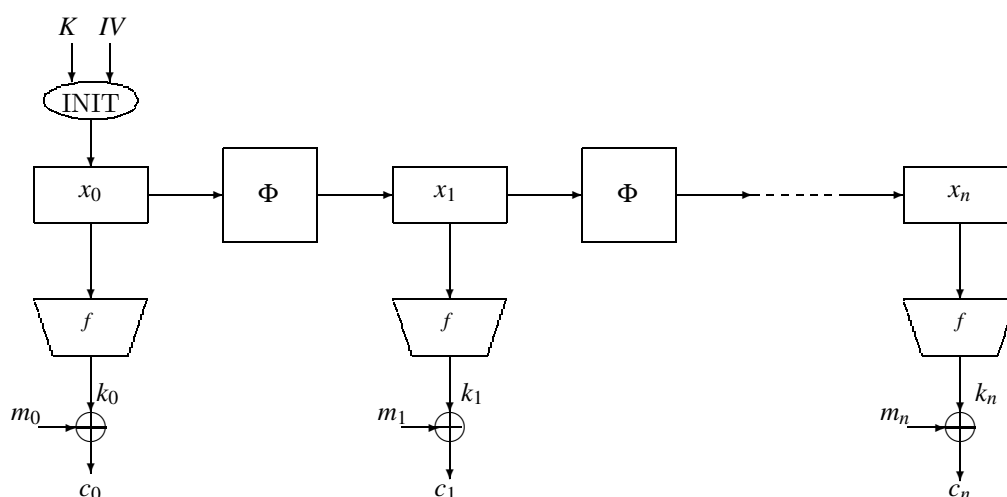 K IV
INIT
x₀ Φ x₁ Φ xₙ
f f f
k₀ k₁ kₙ
m₀ m₁ mₙ
c₀ c₁ cₙ